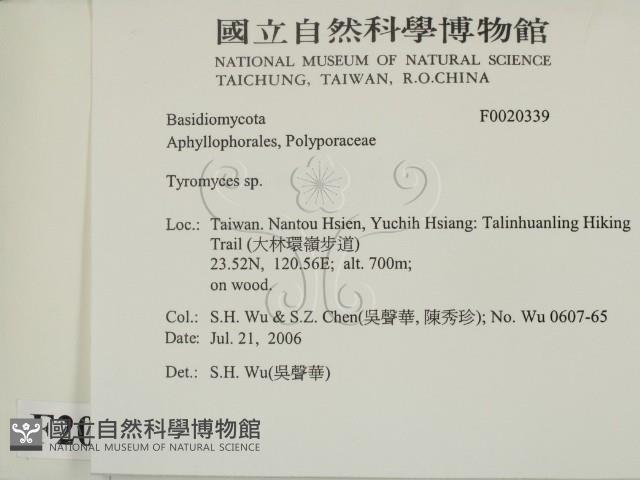 國立自然科學博物館
NATIONAL MUSEUM OF NATURAL SCIENCE
TAICHUNG, TAIWAN, R.O.CHINA
Basidiomycota F0020339
Aphyllophorales, Polyporaceae
Tyromyces sp.
Loc.: Taiwan. Nantou Hsien, Yuchih Hsiang: Talinhuanling Hiking
Trail (大林環嶺步道)
23.52N, 120.56E; alt. 700m;
on wood.
Col.: S.H. Wu & S.Z. Chen(吳聲華, 陳秀珍); No. Wu 0607-65
Date: Jul. 21, 2006
Det.: S.H. Wu(吳聲華)
國立自然科學博物館
NATIONAL MUSEUM OF NATURAL SCIENCE